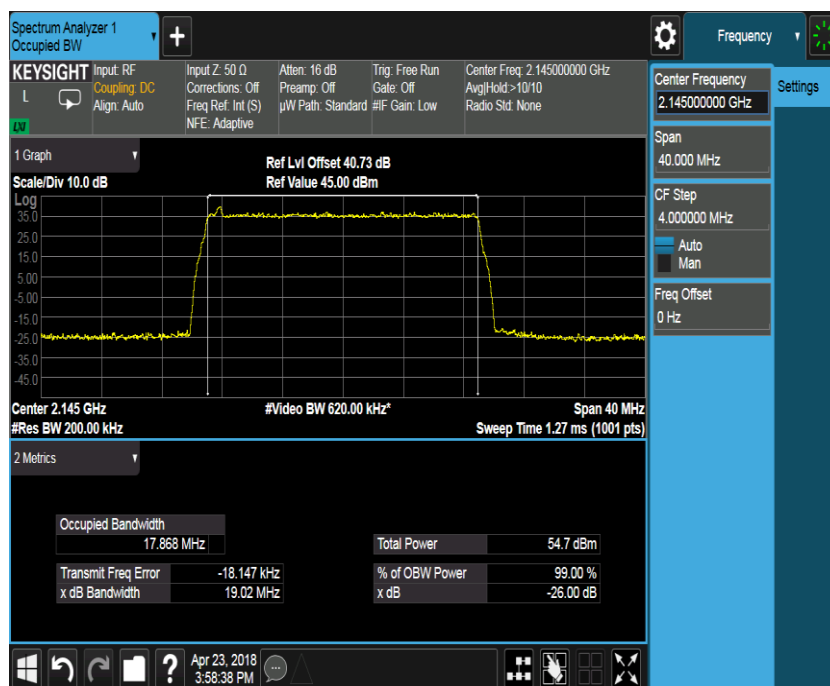 Spectrum Analyzer 1
Occupied BW
+
Frequency
KEYSIGHT
L
LXI
Input: RF
Coupling: DC
Align: Auto
Input Z: 50 Ω
Corrections: Off
Freq Ref: Int (S)
NFE: Adaptive
Atten: 16 dB
Preamp: Off
µW Path: Standard
Trig: Free Run
Gate: Off
#IF Gain: Low
Center Freq: 2.145000000 GHz
Avg|Hold:>10/10
Radio Std: None
Center Frequency
2.145000000 GHz
Settings
Span
40.000 MHz
CF Step
4.000000 MHz
Auto
Man
Freq Offset
0 Hz
1 Graph
Scale/Div 10.0 dB
Ref Lvl Offset 40.73 dB
Ref Value 45.00 dBm
Log
35.0
25.0
15.0
5.00
-5.00
-15.0
-25.0
-35.0
-45.0
Center 2.145 GHz
#Video BW 620.00 kHz*
Span 40 MHz
#Res BW 200.00 kHz
Sweep Time 1.27 ms (1001 pts)
2 Metrics
Occupied Bandwidth
17.868 MHz
Total Power 54.7 dBm
Transmit Freq Error -18.147 kHz
% of OBW Power 99.00 %
x dB Bandwidth 19.02 MHz
x dB -26.00 dB
?
Apr 23, 2018
3:58:38 PM